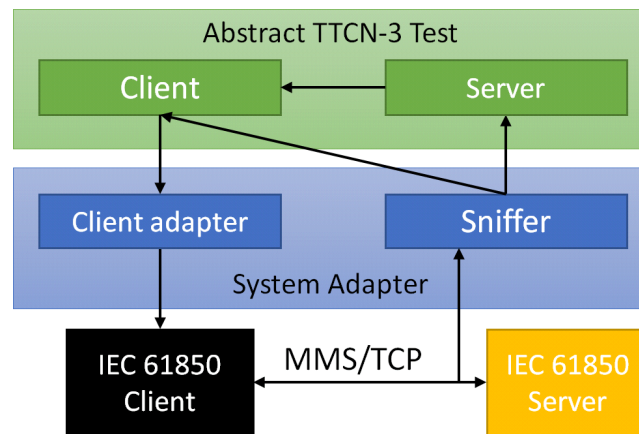 Abstract TTCN-3 Test
Client
Server
Client adapter
Sniffer
System Adapter
IEC 61850
Client
MMS/TCP
IEC 61850
Server